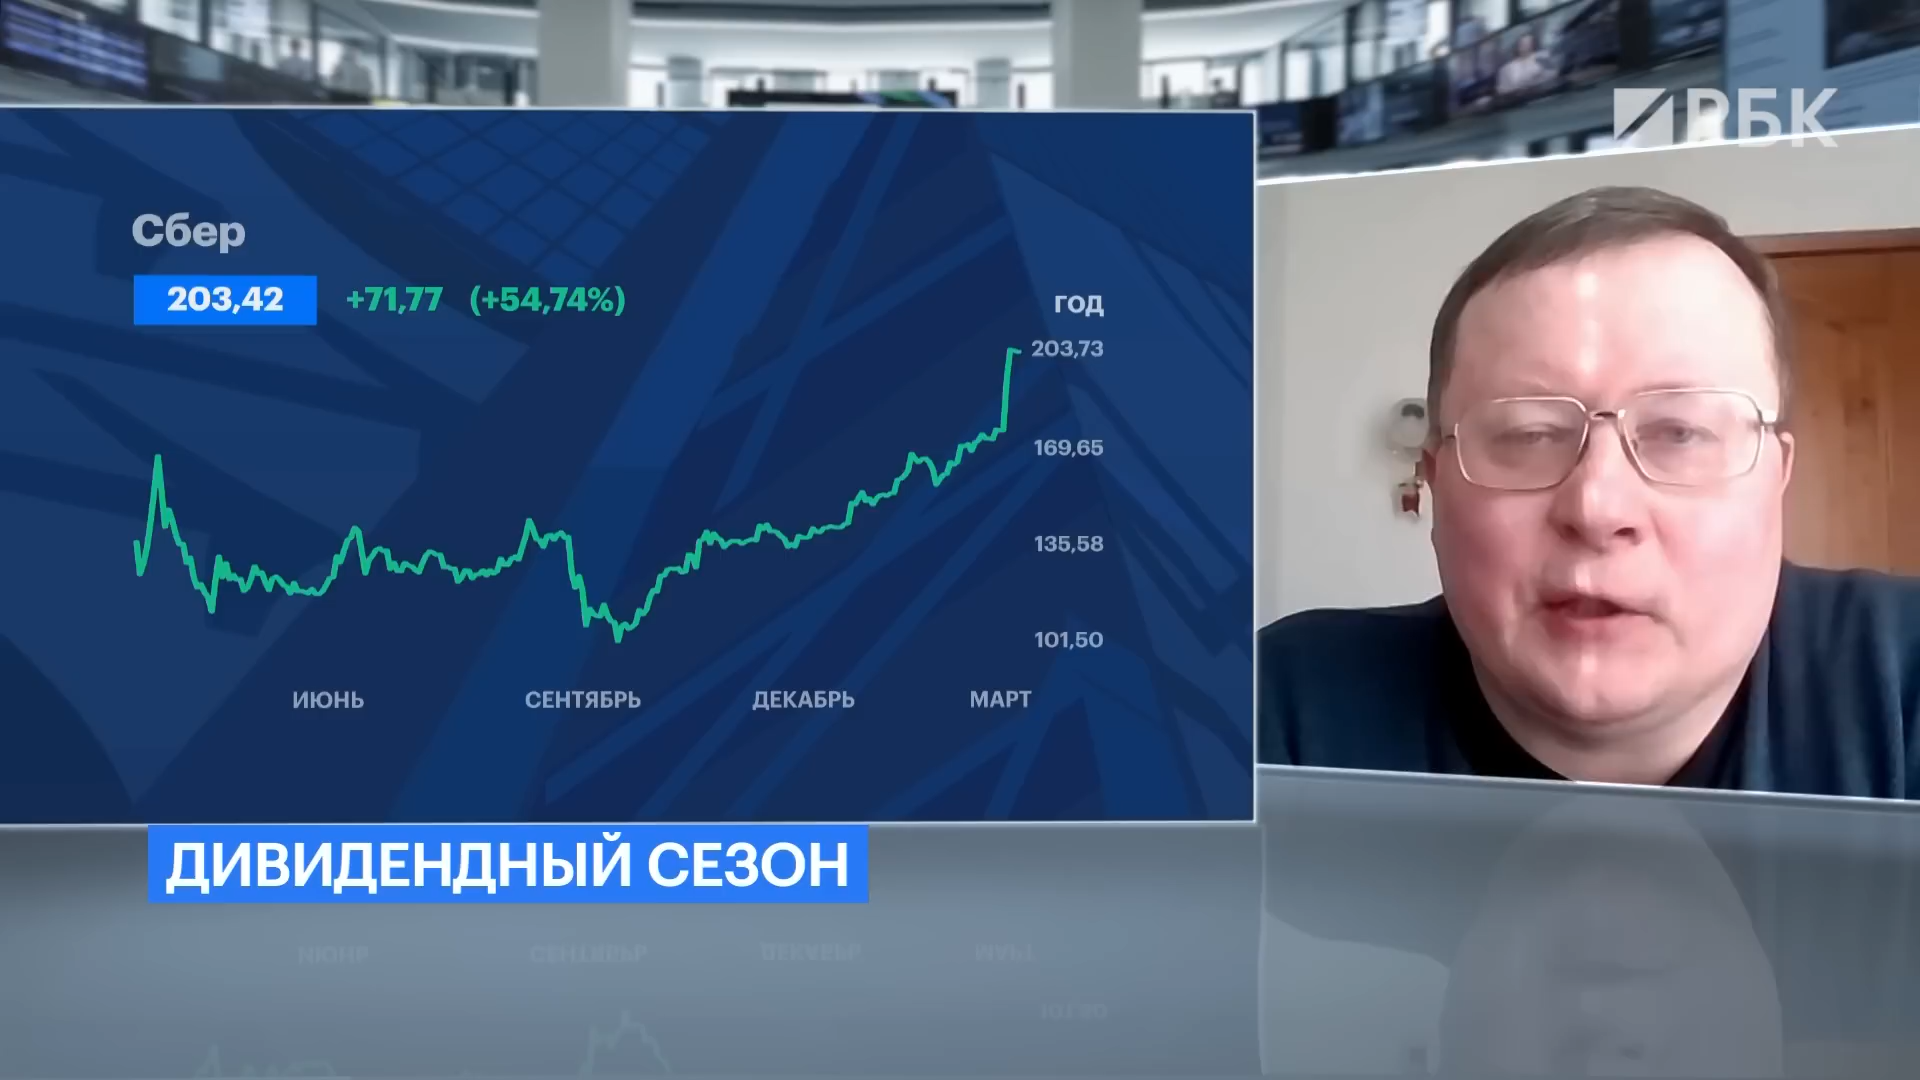 РБК
Сбер
203,42 +71,77 (+54,74%)
ГОД
203,73
169,65
135,58
101,50
ИЮНЬ СЕНТЯБРЬ ДЕКАБРЬ МАРТ
ДИВИДЕНДНЫЙ СЕЗОН